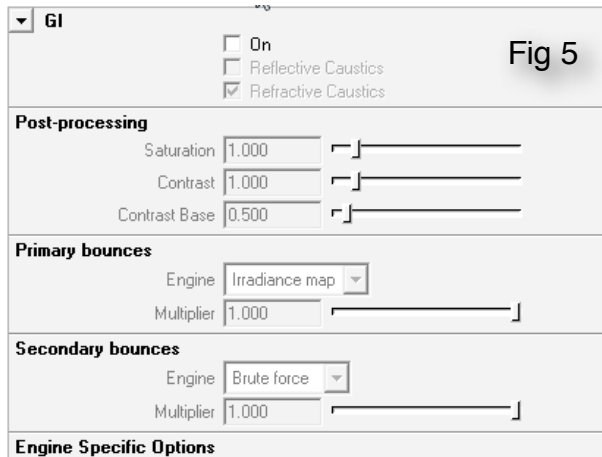 GI
On
Fig 5
Reflective Caustics
Refractive Caustics
Post-processing
Saturation 1.000
Contrast 1.000
Contrast Base 0.500
Primary bounces
Engine Irradiance map
Multiplier 1.000
Secondary bounces
Engine Brute force
Multiplier 1.000
Engine Specific Options